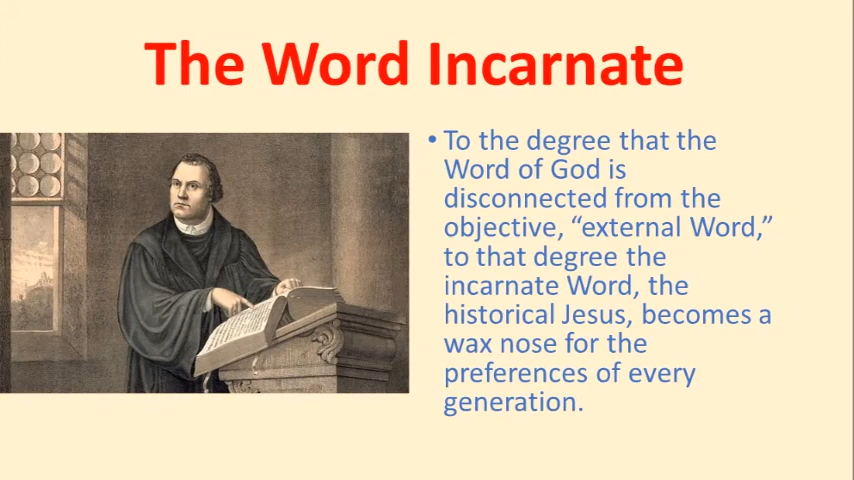 The Word Incarnate
• To the degree that the
Word of God is
disconnected from the
objective, “external Word,”
to that degree the
incarnate Word, the
historical Jesus, becomes a
wax nose for the
preferences of every
generation.